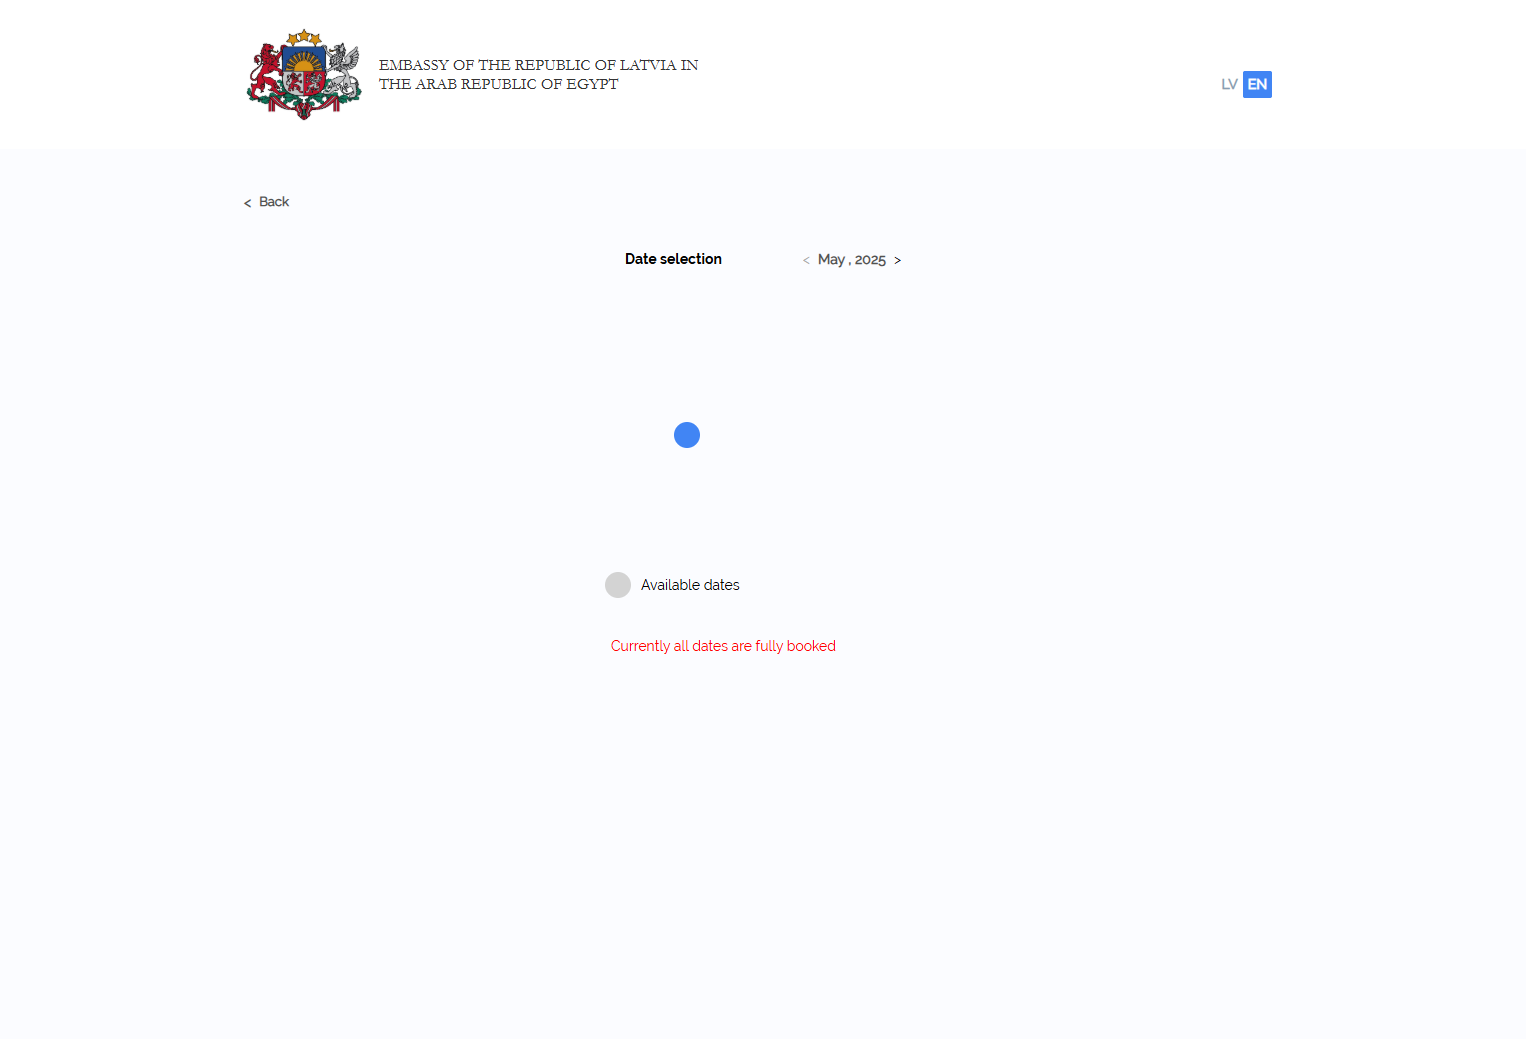 EMBASSY OF THE REPUBLIC OF LATVIA IN
THE ARAB REPUBLIC OF EGYPT
LV EN
< Back
Date selection < May , 2025 >
Available dates
Currently all dates are fully booked